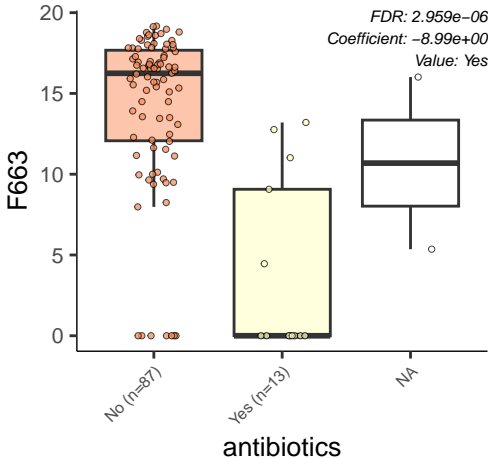 FDR: 2.959e−06
Coefficient: −8.99e+00
Value: Yes
20
15
10
5
0
F663
No (n=87)
Yes (n=13)
NA
antibiotics